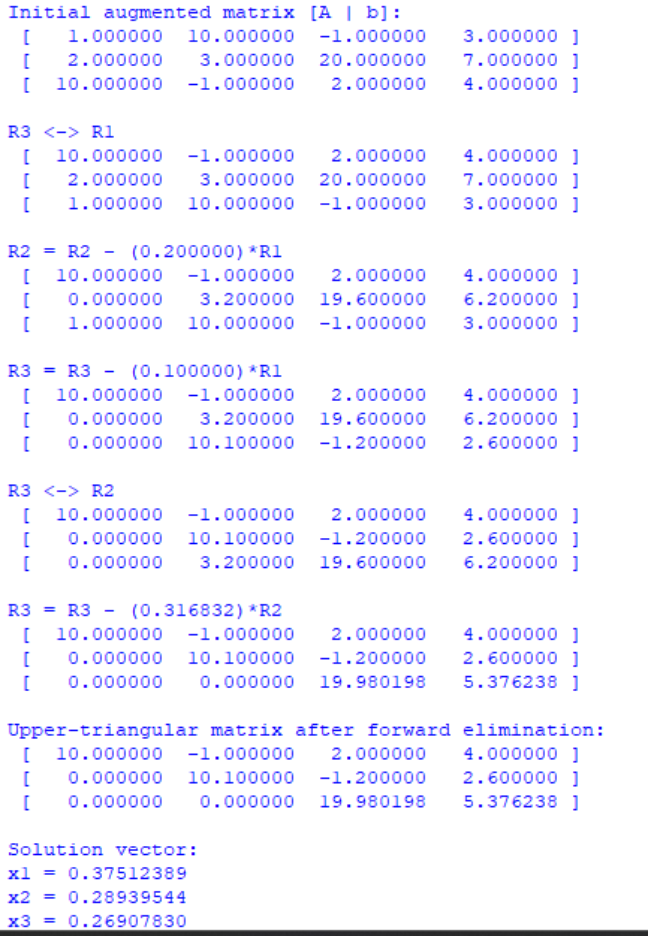 Initial augmented matrix [A | b]:
[ 1.000000 10.000000 -1.000000 3.000000 ]
[ 2.000000 3.000000 20.000000 7.000000 ]
[ 10.000000 -1.000000 2.000000 4.000000 ]
R3 <-> R1
[ 10.000000 -1.000000 2.000000 4.000000 ]
[ 2.000000 3.000000 20.000000 7.000000 ]
[ 1.000000 10.000000 -1.000000 3.000000 ]
R2 = R2 - (0.200000)*R1
[ 10.000000 -1.000000 2.000000 4.000000 ]
[ 0.000000 3.200000 19.600000 6.200000 ]
[ 1.000000 10.000000 -1.000000 3.000000 ]
R3 = R3 - (0.100000)*R1
[ 10.000000 -1.000000 2.000000 4.000000 ]
[ 0.000000 3.200000 19.600000 6.200000 ]
[ 0.000000 10.100000 -1.200000 2.600000 ]
R3 <-> R2
[ 10.000000 -1.000000 2.000000 4.000000 ]
[ 0.000000 10.100000 -1.200000 2.600000 ]
[ 0.000000 3.200000 19.600000 6.200000 ]
R3 = R3 - (0.316832)*R2
[ 10.000000 -1.000000 2.000000 4.000000 ]
[ 0.000000 10.100000 -1.200000 2.600000 ]
[ 0.000000 0.000000 19.980198 5.376238 ]
Upper-triangular matrix after forward elimination:
[ 10.000000 -1.000000 2.000000 4.000000 ]
[ 0.000000 10.100000 -1.200000 2.600000 ]
[ 0.000000 0.000000 19.980198 5.376238 ]
Solution vector:
x1 = 0.37512389
x2 = 0.28939544
x3 = 0.26907830